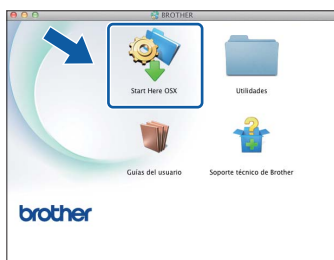 BROTHER
Start Here OSX
Utilidades
Guías del usuario
Soporte técnico de Brother
brother